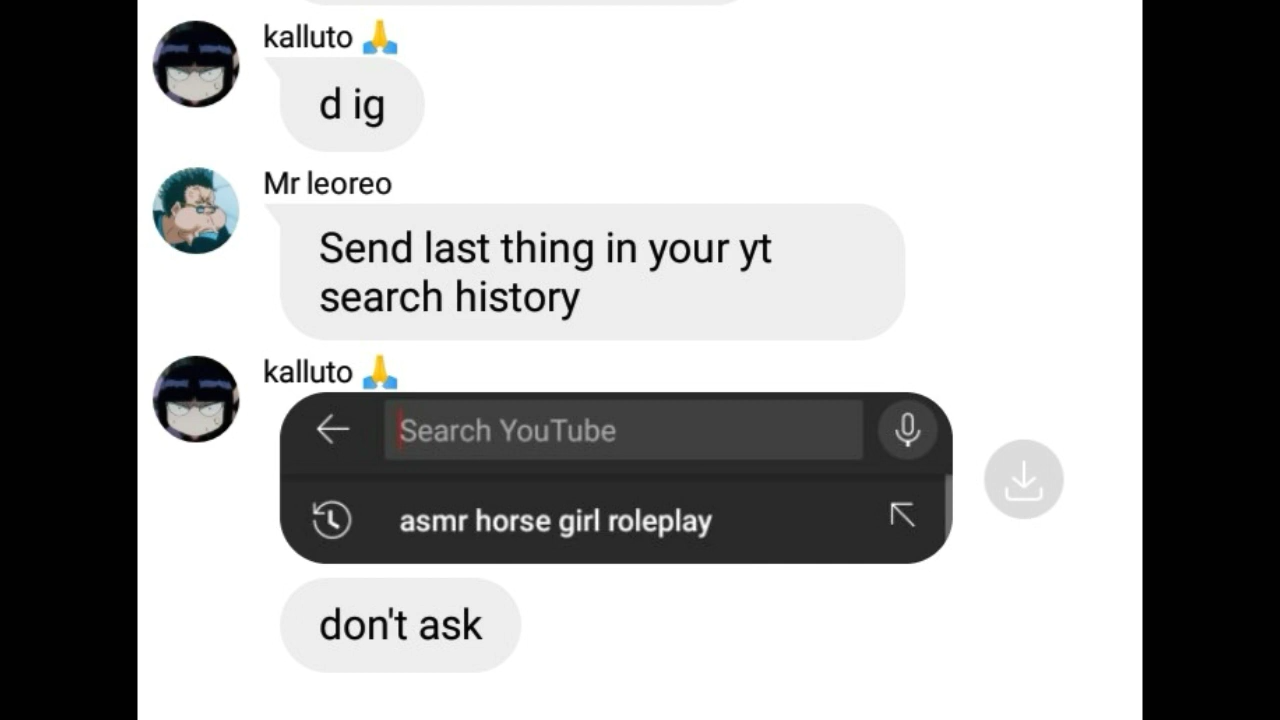 kalluto 🙏
d ig
Mr leoreo
Send last thing in your yt
search history
kalluto 🙏
Search YouTube
asmr horse girl roleplay
don't ask